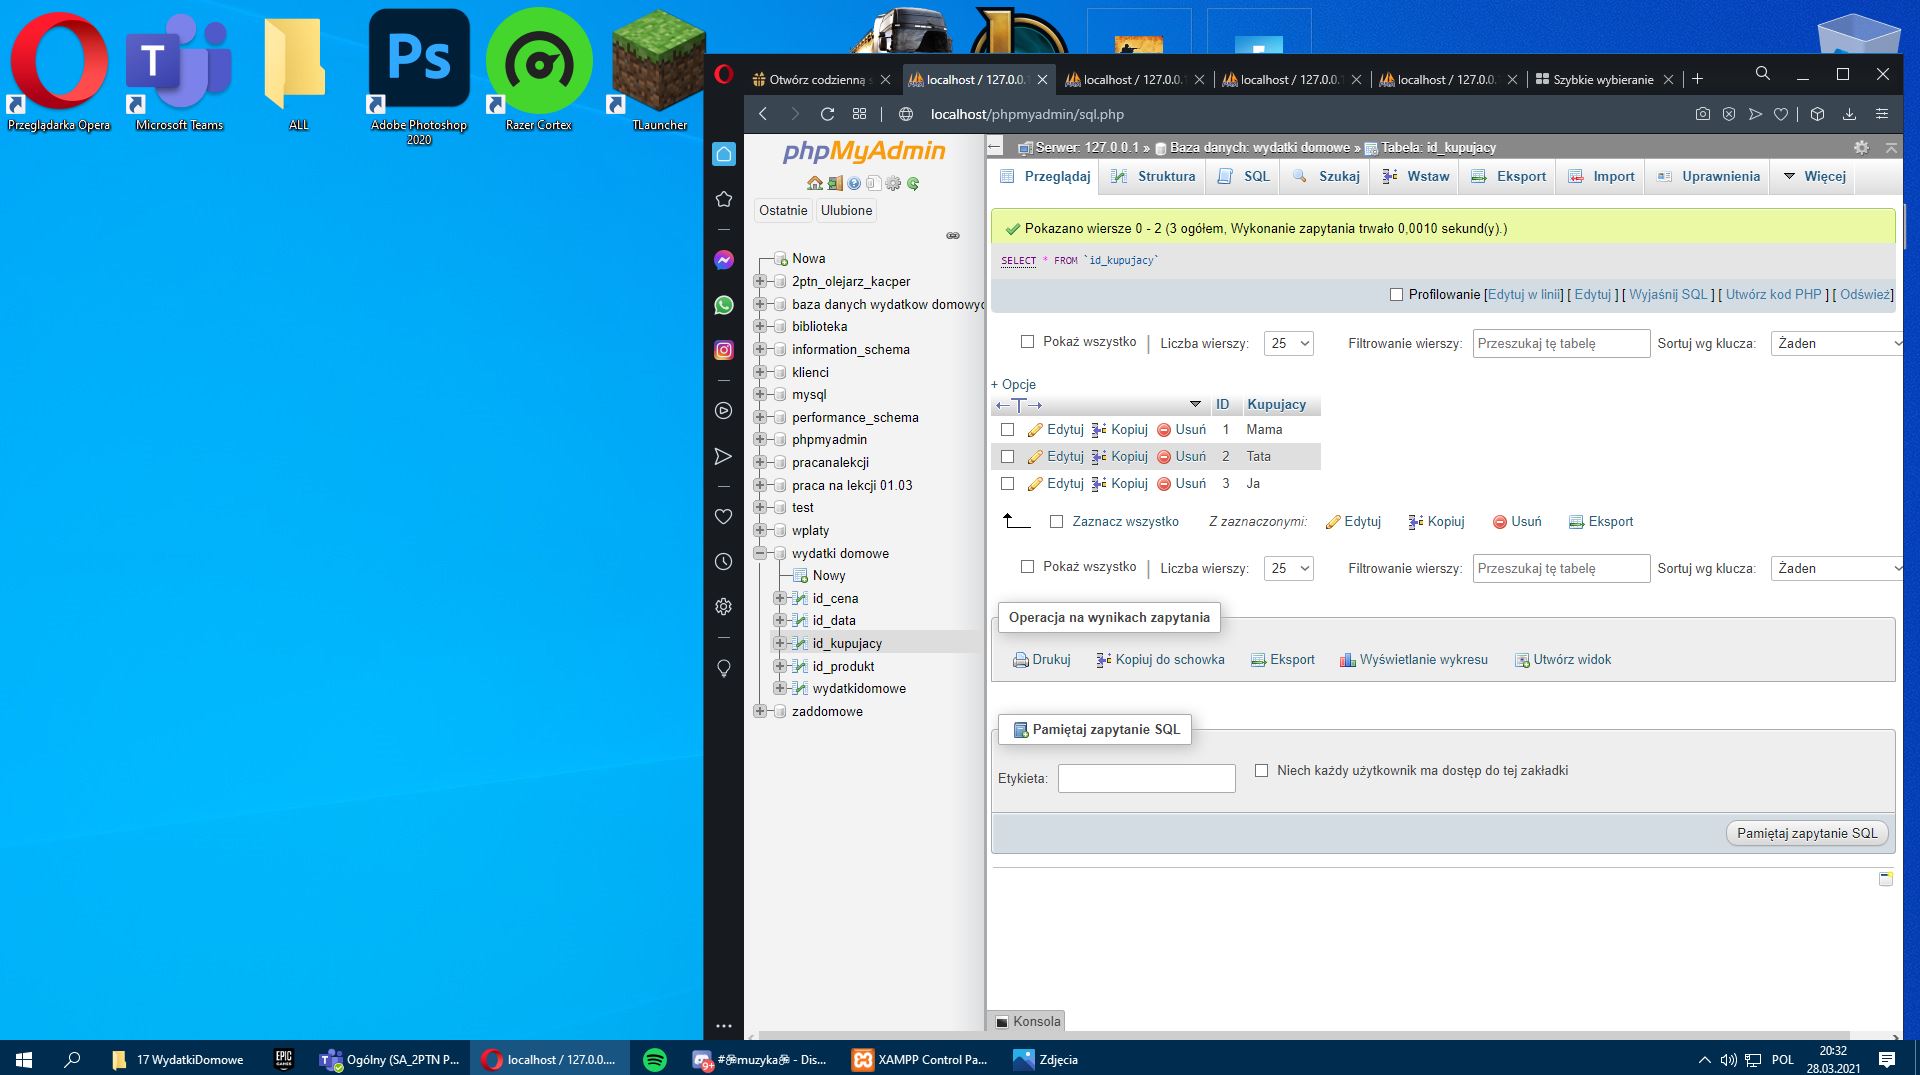 Przeglądarka Opera
Microsoft Teams
ALL
Adobe Photoshop
2020
Razer Cortex
TLauncher
Otwórz codzienną s
localhost / 127.0.0.1
localhost / 127.0.0.1
localhost / 127.0.0.1
localhost / 127.0.0.
Szybkie wybieranie
localhost/phpmyadmin/sql.php
phpMyAdmin
Ostatnie
Ulubione
Nowa
2ptn_olejarz_kacper
baza danych wydatkow domowyc
biblioteka
information_schema
klienci
mysql
performance_schema
phpmyadmin
pracanalekcji
praca na lekcji 01.03
test
wplaty
wydatki domowe
Nowy
id_cena
id_data
id_kupujacy
id_produkt
wydatkidomowe
zaddomowe
Serwer: 127.0.0.1 » Baza danych: wydatki domowe » Tabela: id_kupujacy
Przeglądaj Struktura SQL Szukaj Wstaw Eksport Import Uprawnienia Więcej
Pokazano wiersze 0 - 2 (3 ogółem, Wykonanie zapytania trwało 0,0010 sekund(y).)
SELECT * FROM `id_kupujacy`
Profilowanie [Edytuj w linii] [ Edytuj ] [ Wyjaśnij SQL ] [ Utwórz kod PHP ] [ Odśwież]
Pokaż wszystko | Liczba wierszy: 25 Filtrowanie wierszy: Przeszukaj tę tabelę Sortuj wg klucza: Żaden
+ Opcje
←T→ ID Kupujacy
Edytuj Kopiuj Usuń 1 Mama
Edytuj Kopiuj Usuń 2 Tata
Edytuj Kopiuj Usuń 3 Ja
Zaznacz wszystko Z zaznaczonymi: Edytuj Kopiuj Usuń Eksport
Pokaż wszystko | Liczba wierszy: 25 Filtrowanie wierszy: Przeszukaj tę tabelę Sortuj wg klucza: Żaden
Operacja na wynikach zapytania
Drukuj Kopiuj do schowka Eksport Wyświetlanie wykresu Utwórz widok
Pamiętaj zapytanie SQL
Etykieta: Niech każdy użytkownik ma dostęp do tej zakładki
Pamiętaj zapytanie SQL
Konsola
17 WydatkiDomowe
EPIC GAMES
Ogólny (SA_2PTN P...
localhost / 127.0.0....
9+
#🏵muzyka🏵 - Dis...
XAMPP Control Pa...
Zdjęcia
POL
20:32
28.03.2021